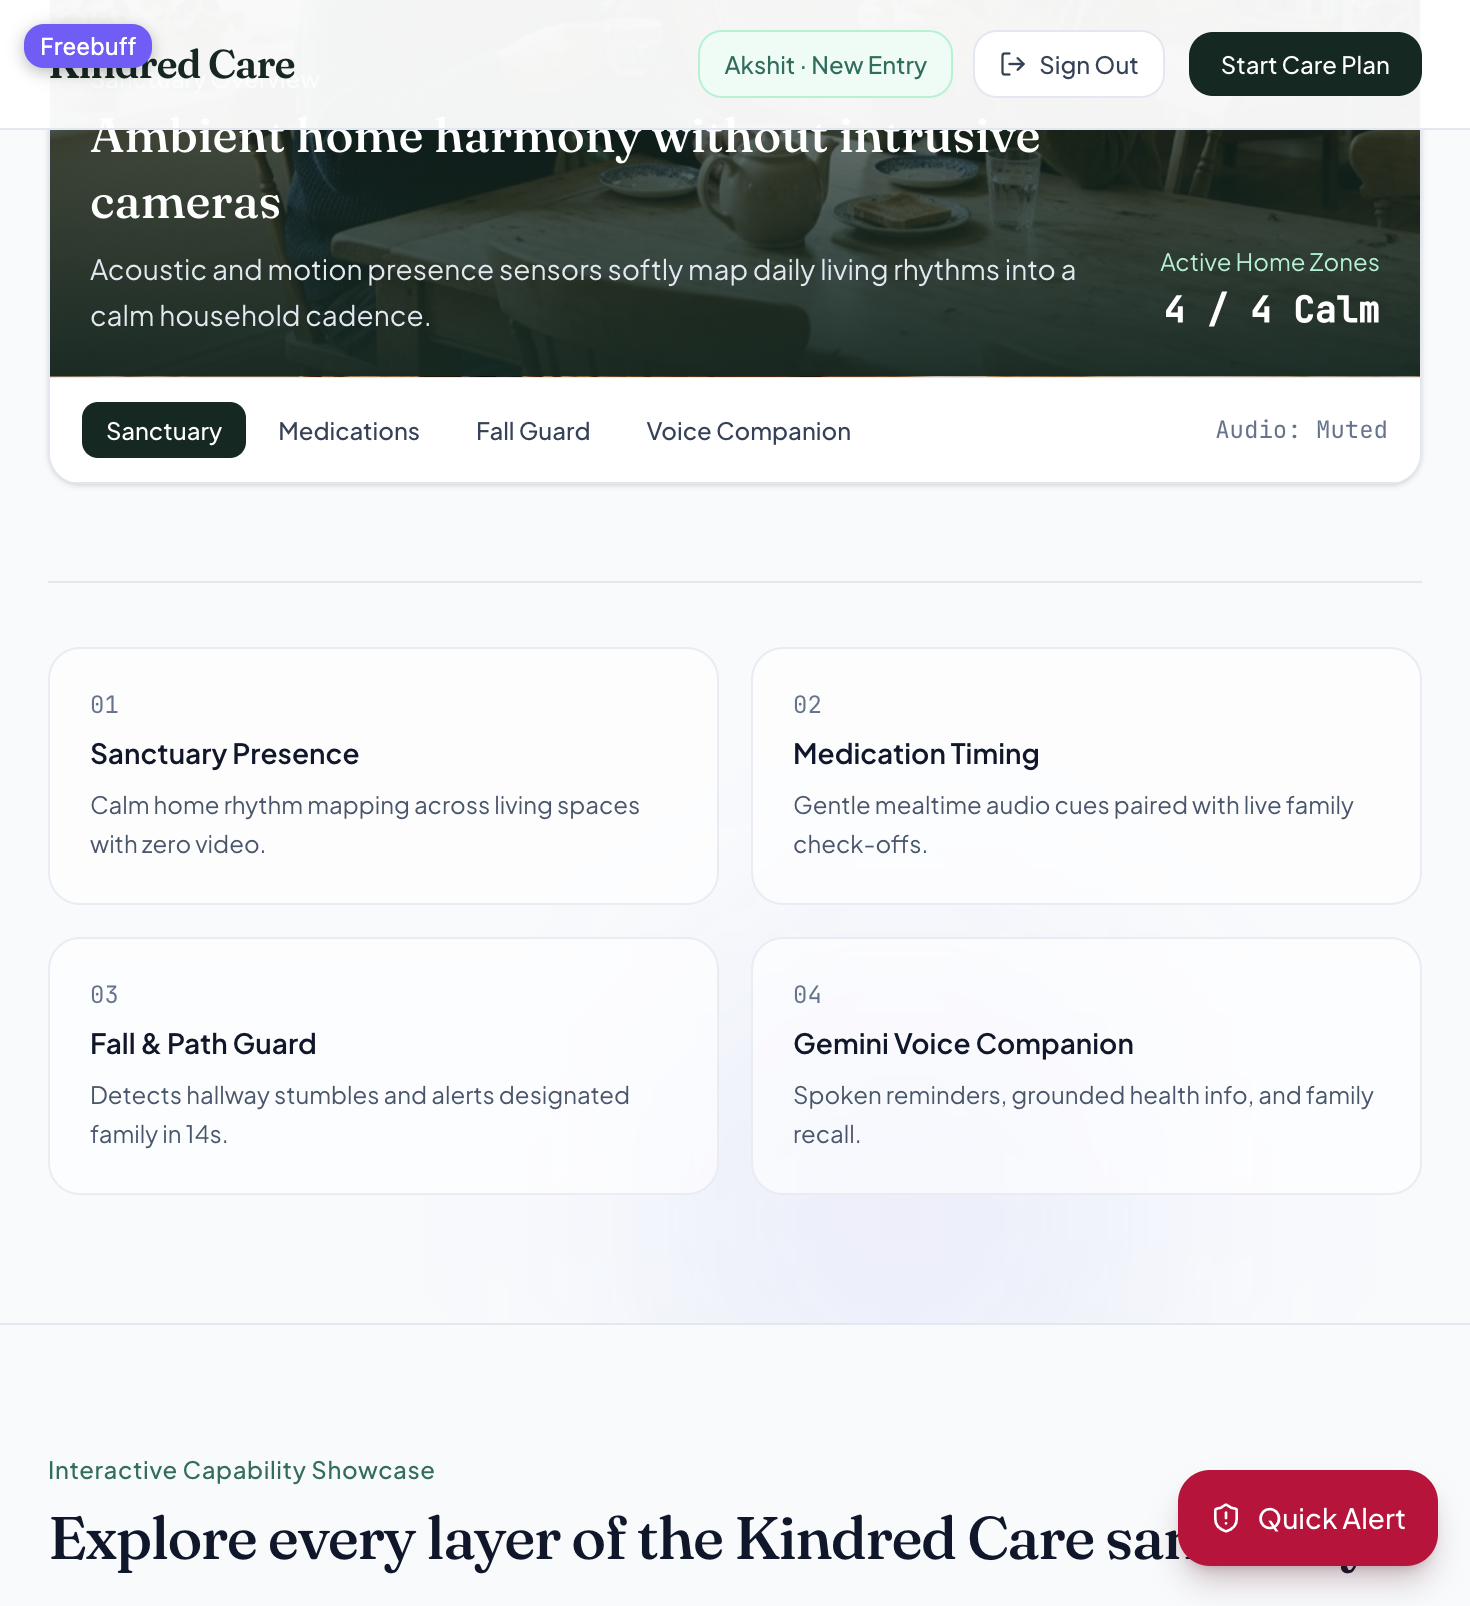 Freebuff
Kindred Care
Akshit · New Entry
Sign Out
Start Care Plan
Sanctuary Overview
Ambient home harmony without intrusive
cameras
Acoustic and motion presence sensors softly map daily living rhythms into a
calm household cadence.
Active Home Zones
4 / 4 Calm
Sanctuary
Medications
Fall Guard
Voice Companion
Audio: Muted
01
Sanctuary Presence
Calm home rhythm mapping across living spaces
with zero video.
02
Medication Timing
Gentle mealtime audio cues paired with live family
check-offs.
03
Fall & Path Guard
Detects hallway stumbles and alerts designated
family in 14s.
04
Gemini Voice Companion
Spoken reminders, grounded health info, and family
recall.
Interactive Capability Showcase
Explore every layer of the Kindred Care
Quick Alert